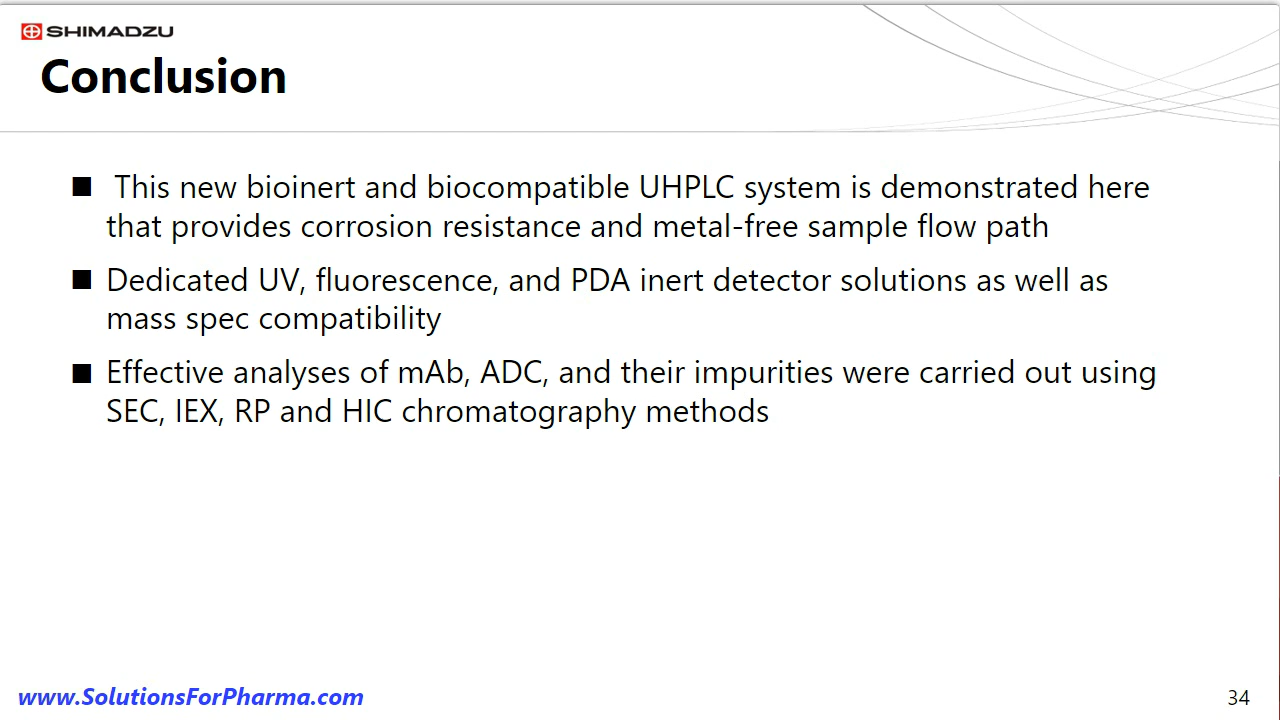 SHIMADZU
Conclusion
■ This new bioinert and biocompatible UHPLC system is demonstrated here
that provides corrosion resistance and metal-free sample flow path
■ Dedicated UV, fluorescence, and PDA inert detector solutions as well as
mass spec compatibility
■ Effective analyses of mAb, ADC, and their impurities were carried out using
SEC, IEX, RP and HIC chromatography methods
www.SolutionsForPharma.com
34